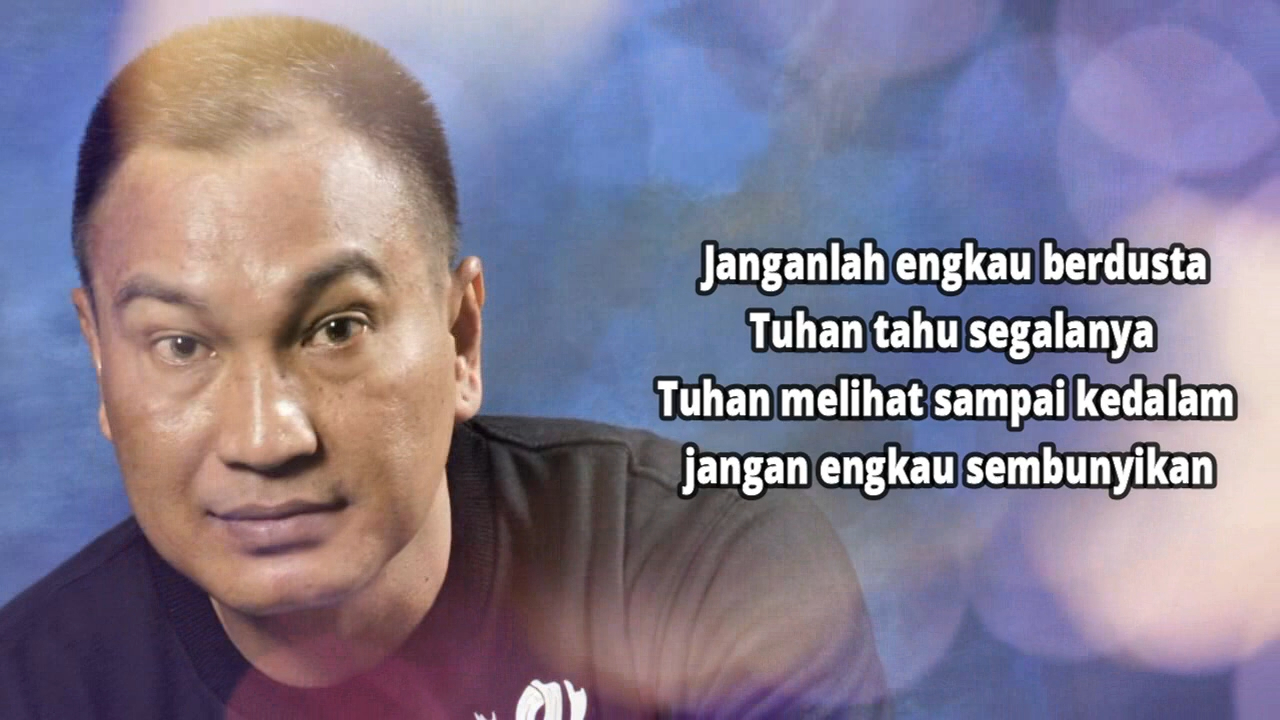 Janganlah engkau berdusta
Tuhan tahu segalanya
Tuhan melihat sampai kedalam
jangan engkau sembunyikan